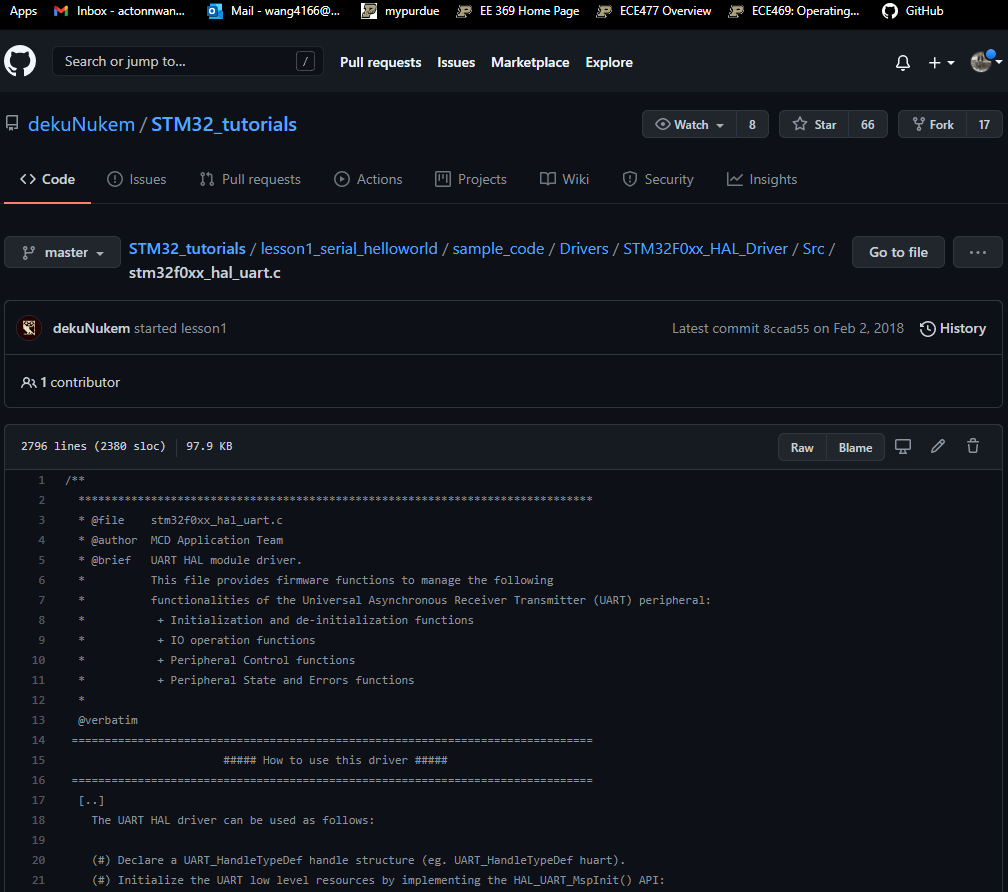 Apps Inbox - actonnwan... Mail - wang4166@... mypurdue EE 369 Home Page ECE477 Overview ECE469: Operating... GitHub
Search or jump to... / Pull requests Issues Marketplace Explore
dekuNukem / STM32_tutorials Watch 8 Star 66 Fork 17
Code Issues Pull requests Actions Projects Wiki Security Insights
master STM32_tutorials / lesson1_serial_helloworld / sample_code / Drivers / STM32F0xx_HAL_Driver / Src / Go to file ...
stm32f0xx_hal_uart.c
dekuNukem started lesson1 Latest commit 8ccad55 on Feb 2, 2018 History
1 contributor
2796 lines (2380 sloc) 97.9 KB Raw Blame
1 /**
2 ******************************************************************************
3 * @file stm32f0xx_hal_uart.c
4 * @author MCD Application Team
5 * @brief UART HAL module driver.
6 * This file provides firmware functions to manage the following
7 * functionalities of the Universal Asynchronous Receiver Transmitter (UART) peripheral:
8 * + Initialization and de-initialization functions
9 * + IO operation functions
10 * + Peripheral Control functions
11 * + Peripheral State and Errors functions
12 *
13 @verbatim
14 ===============================================================================
15 ##### How to use this driver #####
16 ===============================================================================
17 [..]
18 The UART HAL driver can be used as follows:
19
20 (#) Declare a UART_HandleTypeDef handle structure (eg. UART_HandleTypeDef huart).
21 (#) Initialize the UART low level resources by implementing the HAL_UART_MspInit() API: